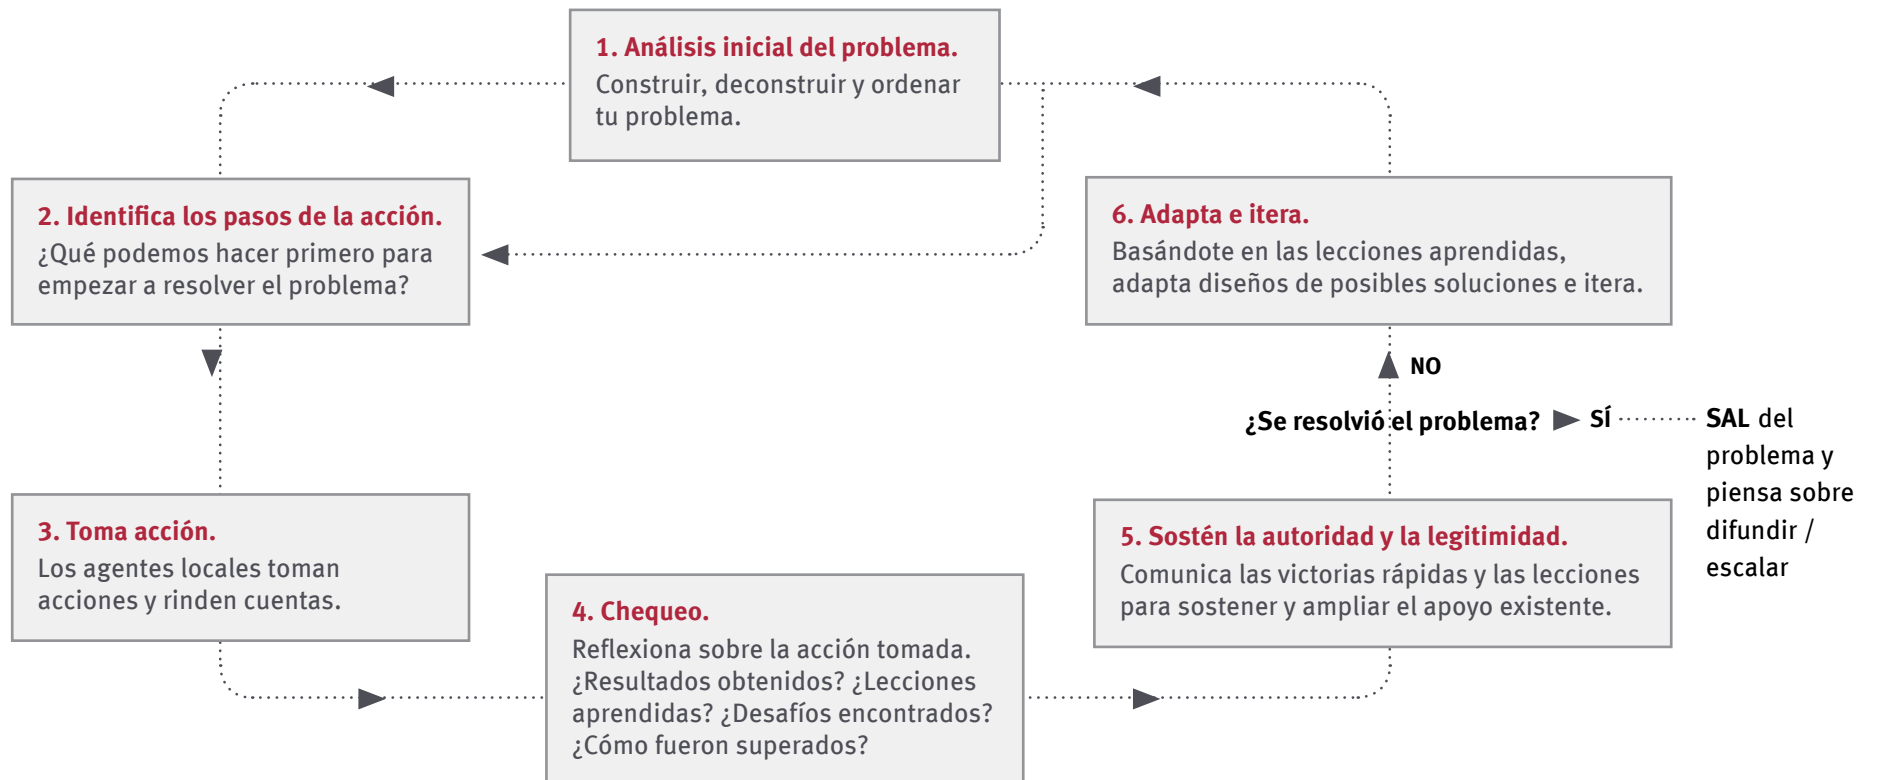 1. Análisis inicial del problema.
Construir, deconstruir y ordenar
tu problema.
2. Identifica los pasos de la acción.
¿Qué podemos hacer primero para
empezar a resolver el problema?
3. Toma acción.
Los agentes locales toman
acciones y rinden cuentas.
4. Chequeo.
Reflexiona sobre la acción tomada.
¿Resultados obtenidos? ¿Lecciones
aprendidas? ¿Desafíos encontrados?
¿Cómo fueron superados?
5. Sostén la autoridad y la legitimidad.
Comunica las victorias rápidas y las lecciones
para sostener y ampliar el apoyo existente.
¿Se resolvió el problema?
SÍ
SAL del
problema y
piensa sobre
difundir /
escalar
NO
6. Adapta e itera.
Basándote en las lecciones aprendidas,
adapta diseños de posibles soluciones e itera.